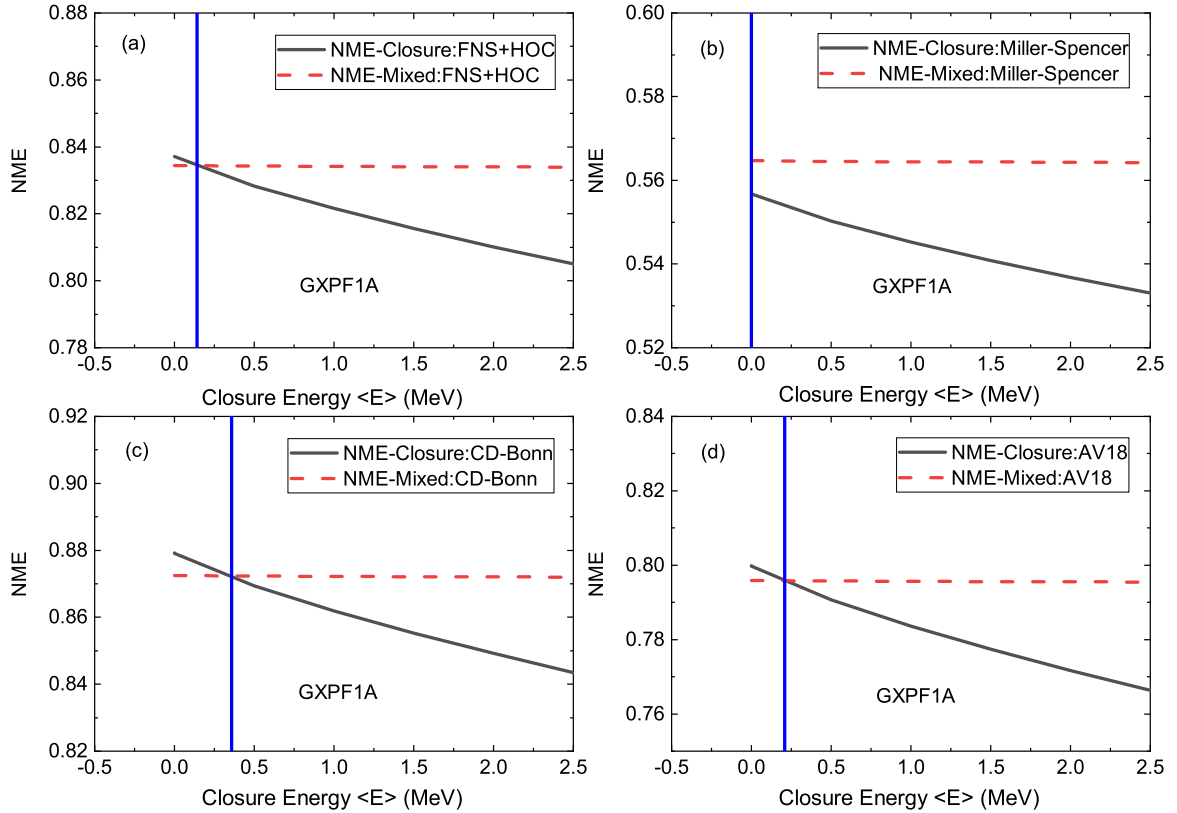 (a)
NME-Closure:FNS+HOC
NME-Mixed:FNS+HOC
0.88
0.86
0.84
0.82
0.80
0.78
NME
GXPF1A
-0.5 0.0 0.5 1.0 1.5 2.0 2.5
Closure Energy <E> (MeV)
(b)
NME-Closure:Miller-Spencer
NME-Mixed:Miller-Spencer
0.60
0.58
0.56
0.54
0.52
NME
GXPF1A
-0.5 0.0 0.5 1.0 1.5 2.0 2.5
Closure Energy <E> (MeV)
(c)
NME-Closure:CD-Bonn
NME-Mixed:CD-Bonn
0.92
0.90
0.88
0.86
0.84
0.82
NME
GXPF1A
-0.5 0.0 0.5 1.0 1.5 2.0 2.5
Closure Energy <E> (MeV)
(d)
NME-Closure:AV18
NME-Mixed:AV18
0.84
0.82
0.80
0.78
0.76
NME
GXPF1A
-0.5 0.0 0.5 1.0 1.5 2.0 2.5
Closure Energy <E> (MeV)